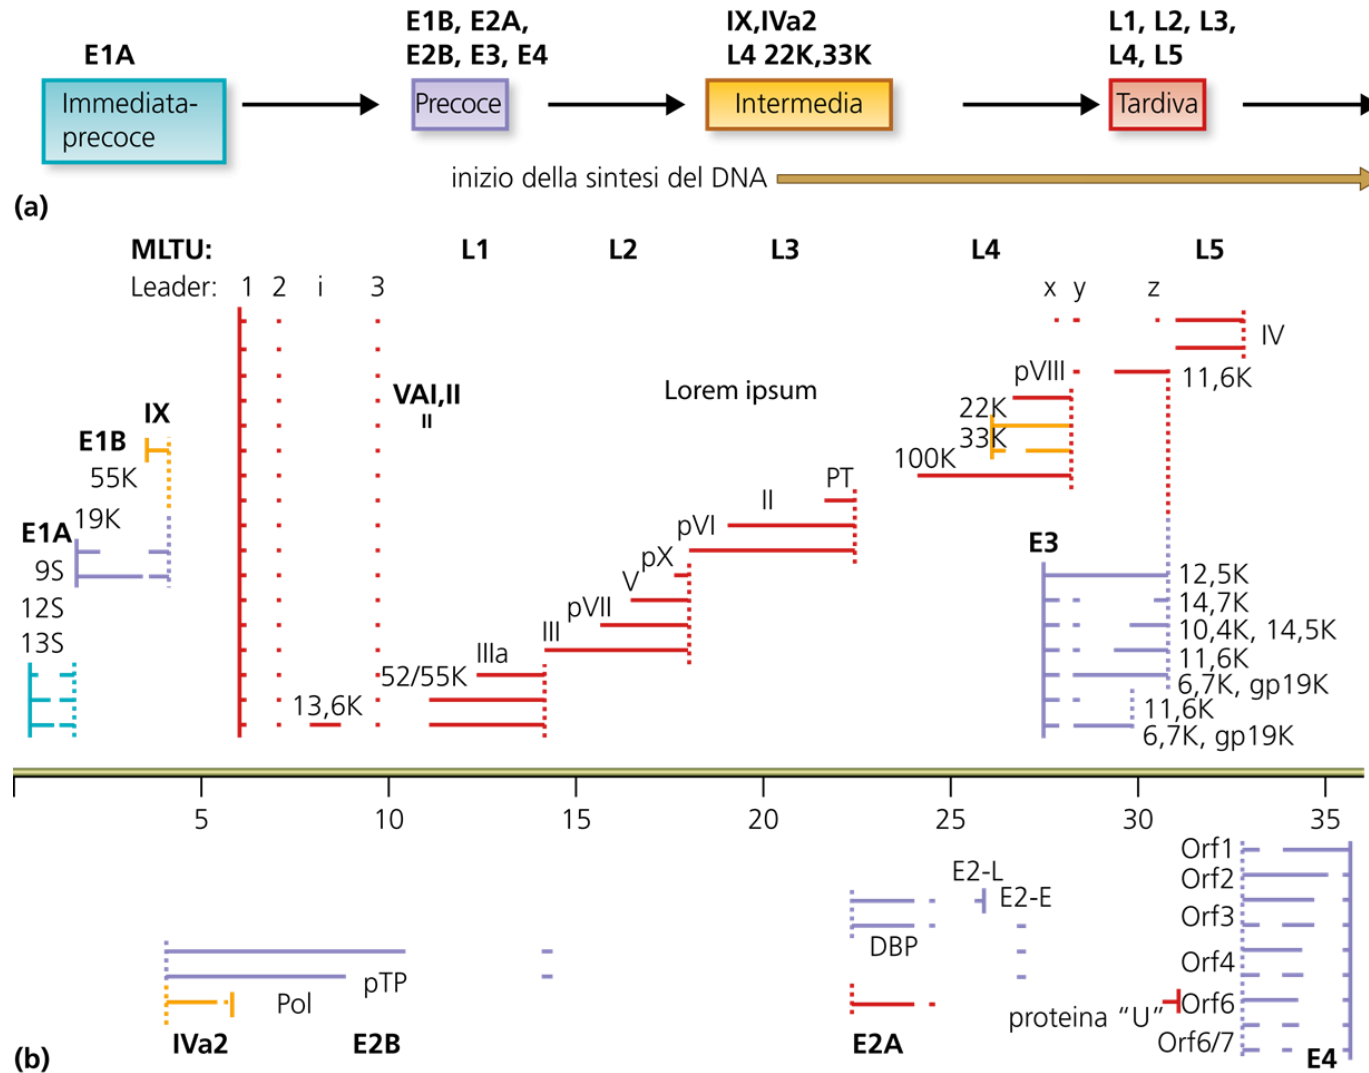 E1A
E1B, E2A,
E2B, E3, E4
IX,IVa2
L4 22K,33K
L1, L2, L3,
L4, L5
Immediata-
precoce
Precoce
Intermedia
Tardiva
inizio della sintesi del DNA
(a)
MLTU:
L1
L2
L3
L4
L5
Leader:
1
2
i
3
x
y
z
IV
11,6K
pVIII
VAI,II
II
Lorem ipsum
22K
33K
100K
IX
E1B
55K
19K
E1A
9S
12S
13S
PT
II
pVI
pX
V
pVII
III
IIIa
52/55K
13,6K
E3
12,5K
14,7K
10,4K, 14,5K
11,6K
6,7K, gp19K
11,6K
6,7K, gp19K
5
10
15
20
25
30
35
Orf1
Orf2
Orf3
Orf4
Orf6
Orf6/7
E4
E2-L
E2-E
DBP
proteina “U”
E2A
pTP
Pol
IVa2
E2B
(b)